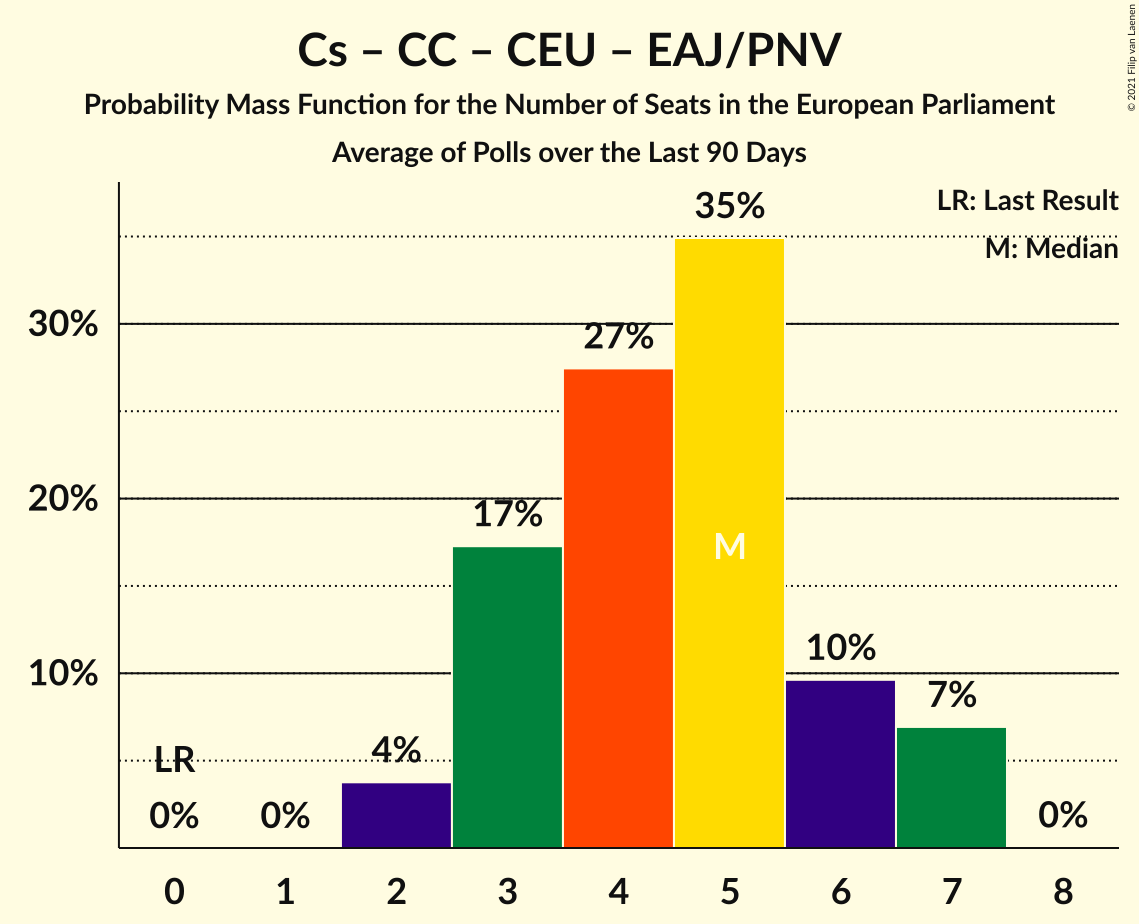 Cs – CC – CEU – EAJ/PNV
Probability Mass Function for the Number of Seats in the European Parliament
Average of Polls over the Last 90 Days
© 2021 Filip van Laenen
LR: Last Result
M: Median
35%
30%
27%
20%
17%
M
10%
10%
7%
4%
LR
0%
0%
0%
0 1 2 3 4 5 6 7 8